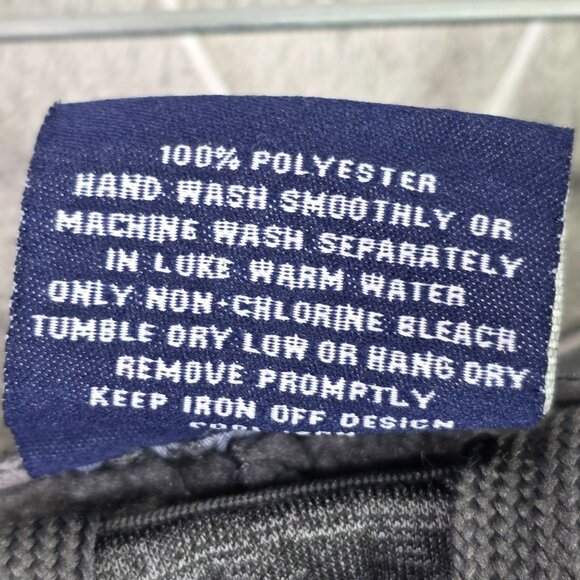 100% POLYESTER
HAND WASH SMOOTHLY OR
MACHINE WASH SEPARATELY
IN LUKE WARM WATER
ONLY NON-CHLORINE BLEACH
TUMBLE DRY LOW OR HANG DRY
REMOVE PROMPTLY
KEEP IRON OFF DESIGN